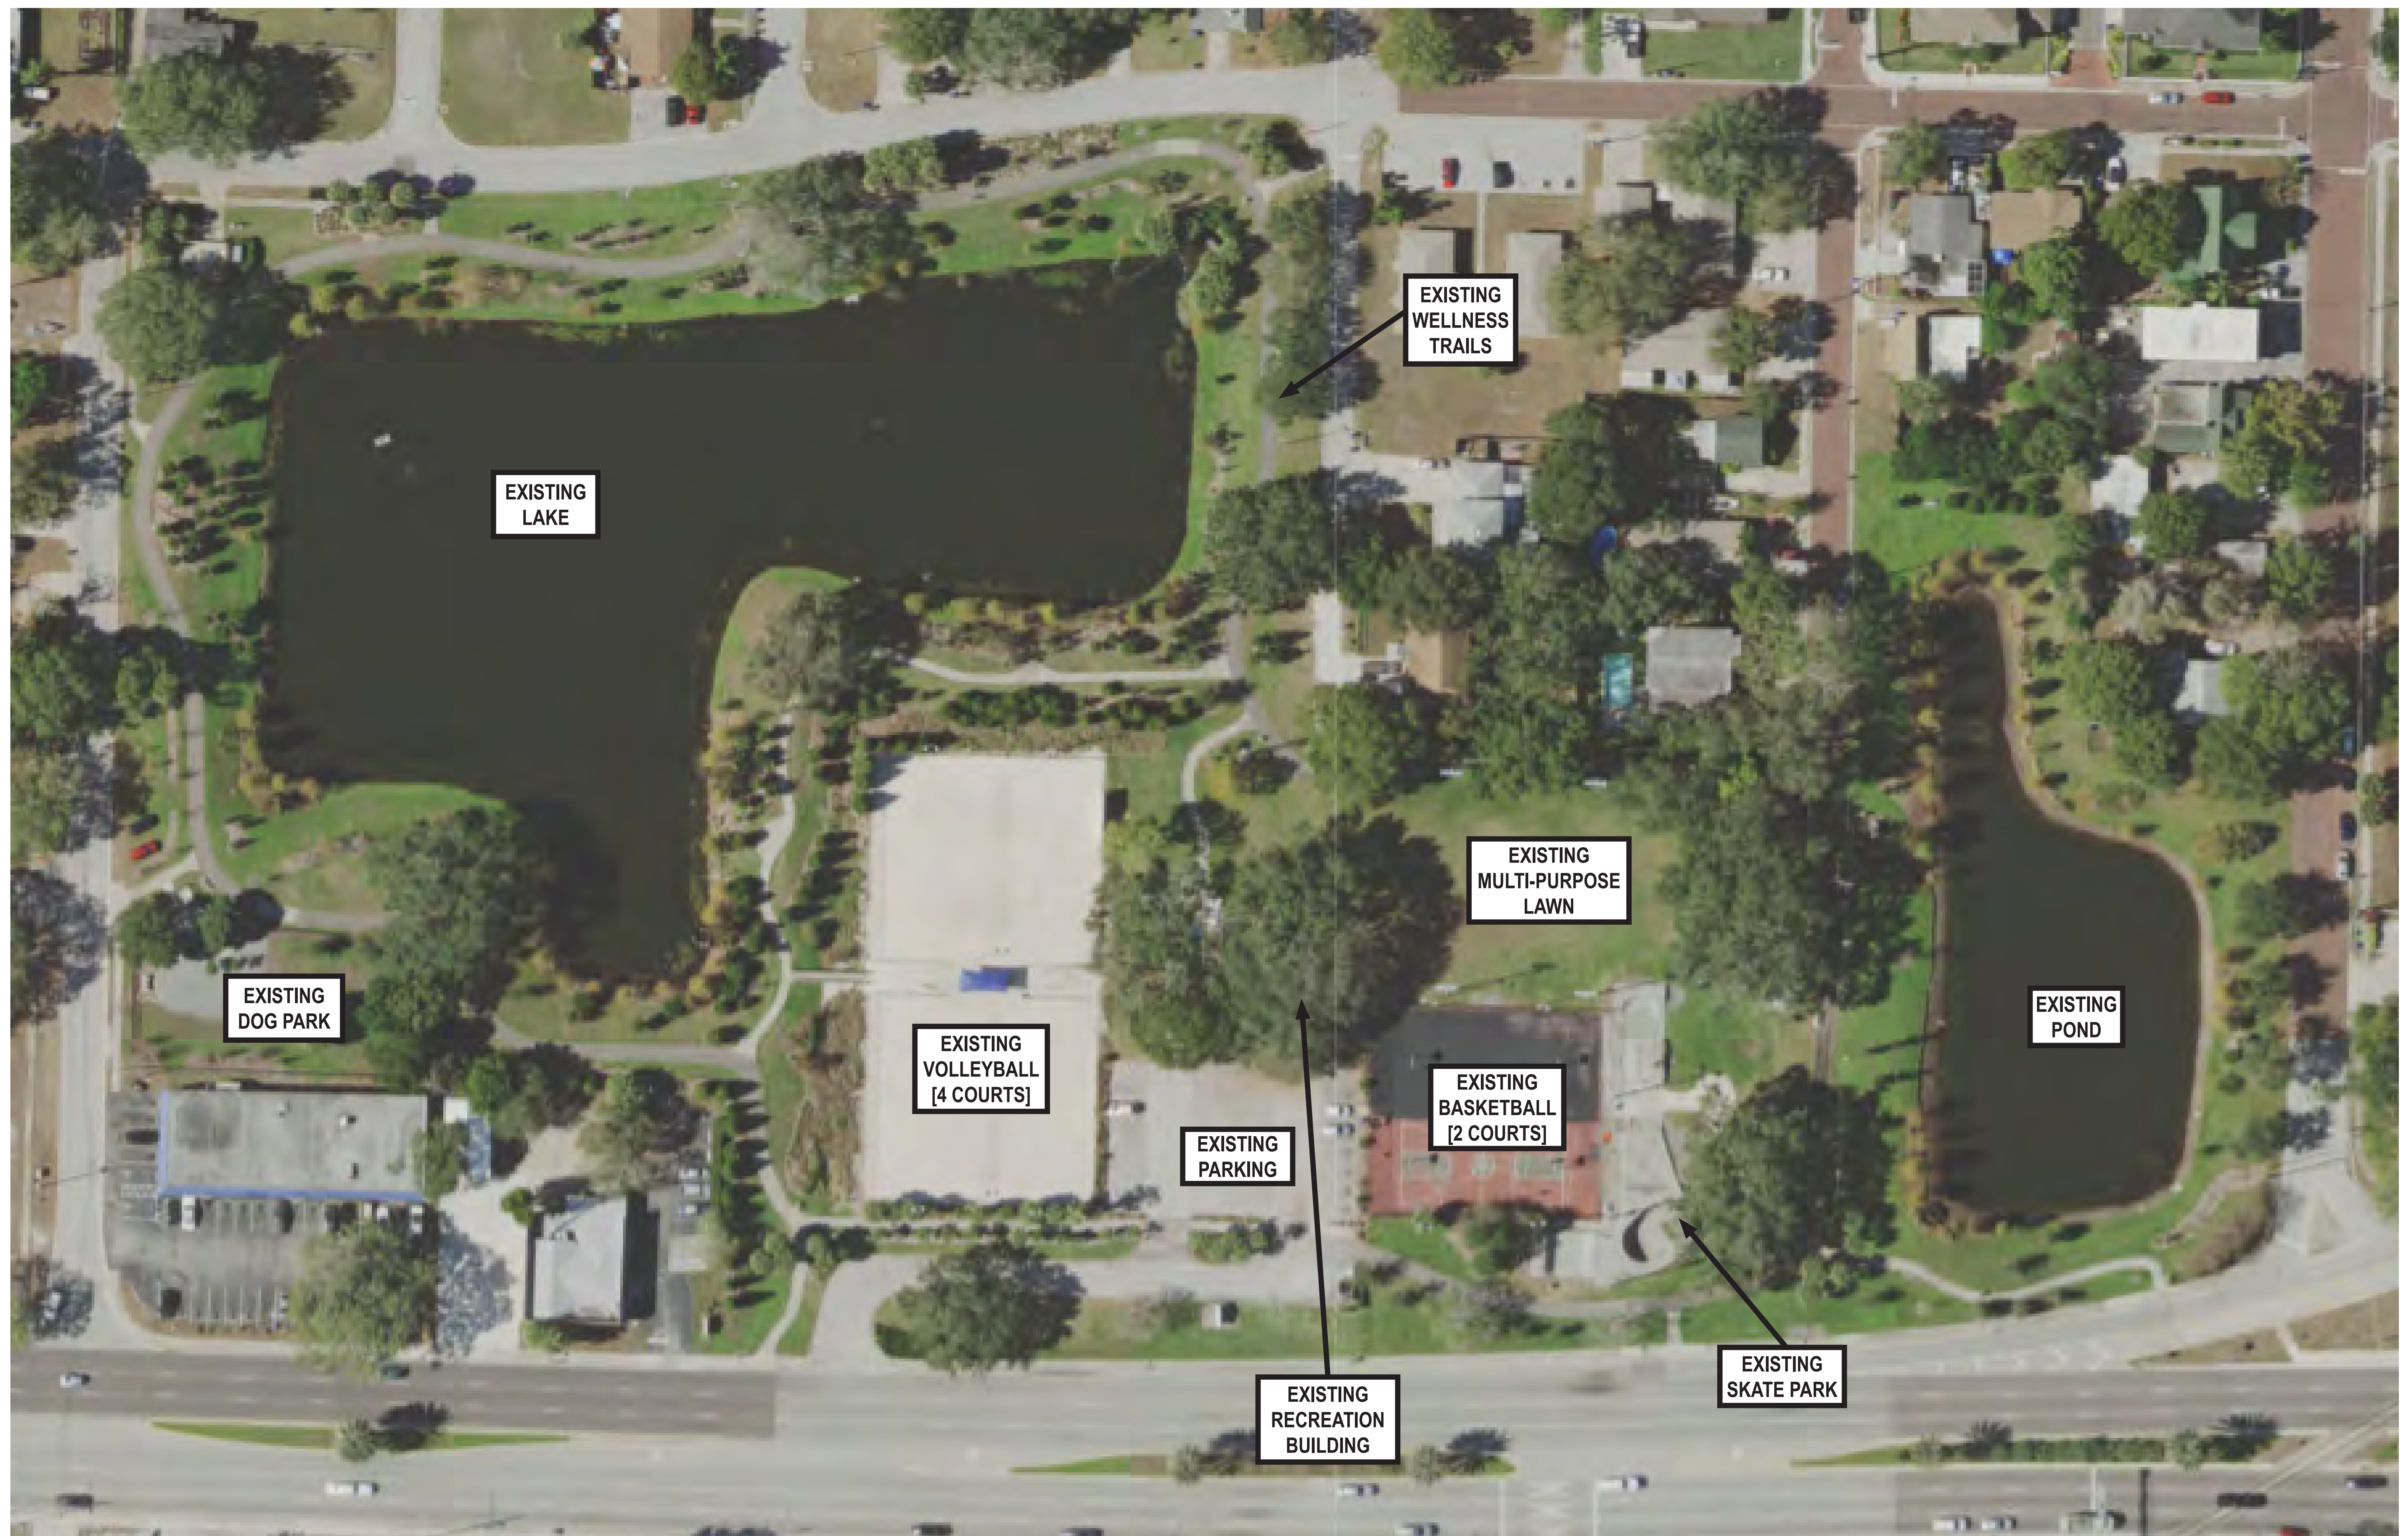 EXISTING
WELLNESS
TRAILS
EXISTING
LAKE
EXISTING
MULTI-PURPOSE
LAWN
EXISTING
DOG PARK
EXISTING
POND
EXISTING
VOLLEYBALL
[4 COURTS]
EXISTING
BASKETBALL
[2 COURTS]
EXISTING
PARKING
EXISTING
SKATE PARK
EXISTING
RECREATION
BUILDING